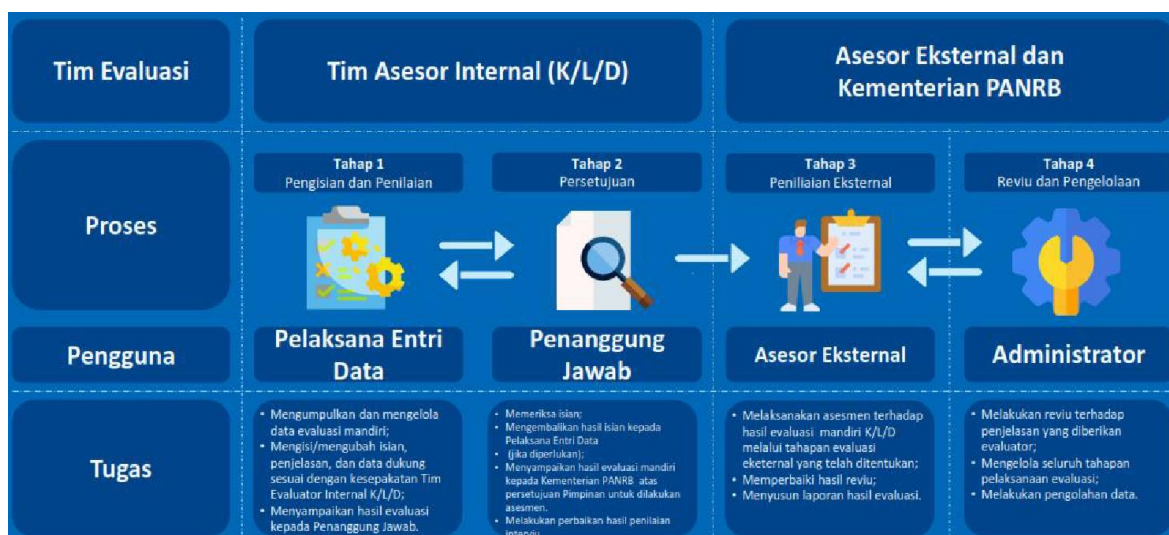 Tim Evaluasi
Tim Asesor Internal (K/L/D)
Asesor Eksternal dan
Kementerian PANRB
Proses
Tahap 1
Pengisian dan Penilaian
Tahap 2
Persetujuan
Tahap 3
Peniliaian Eksternal
Tahap 4
Reviu dan Pengelolaan
Pengguna
Pelaksana Entri
Data
Penanggung
Jawab
Asesor Eksternal
Administrator
Tugas
• Mengumpulkan dan mengelola
data evaluasi mandiri;
• Mengisi/mengubah isian,
penjelasan, dan data dukung
sesuai dengan kesepakatan Tim
Evaluator Internal K/L/D;
• Menyampaikan hasil evaluasi
kepada Penanggung Jawab.
• Memeriksa isian;
• Mengembalikan hasil isian kepada
Pelaksana Entri Data
• (jika diperlukan);
• Menyampaikan hasil evaluasi mandiri
kepada Kementerian PANRB atas
persetujuan Pimpinan untuk dilakukan
asesmen.
• Melakukan perbaikan hasil penilaian
interviu
• Melaksanakan asesmen terhadap
hasil evaluasi mandiri K/L/D
melalui tahapan evaluasi
eketernal yang telah ditentukan;
• Memperbaiki hasil reviu;
• Menyusun laporan hasil evaluasi.
• Melakukan reviu terhadap
penjelasan yang diberikan
evaluator;
• Mengelola seluruh tahapan
pelaksanaan evaluasi;
• Melakukan pengolahan data.